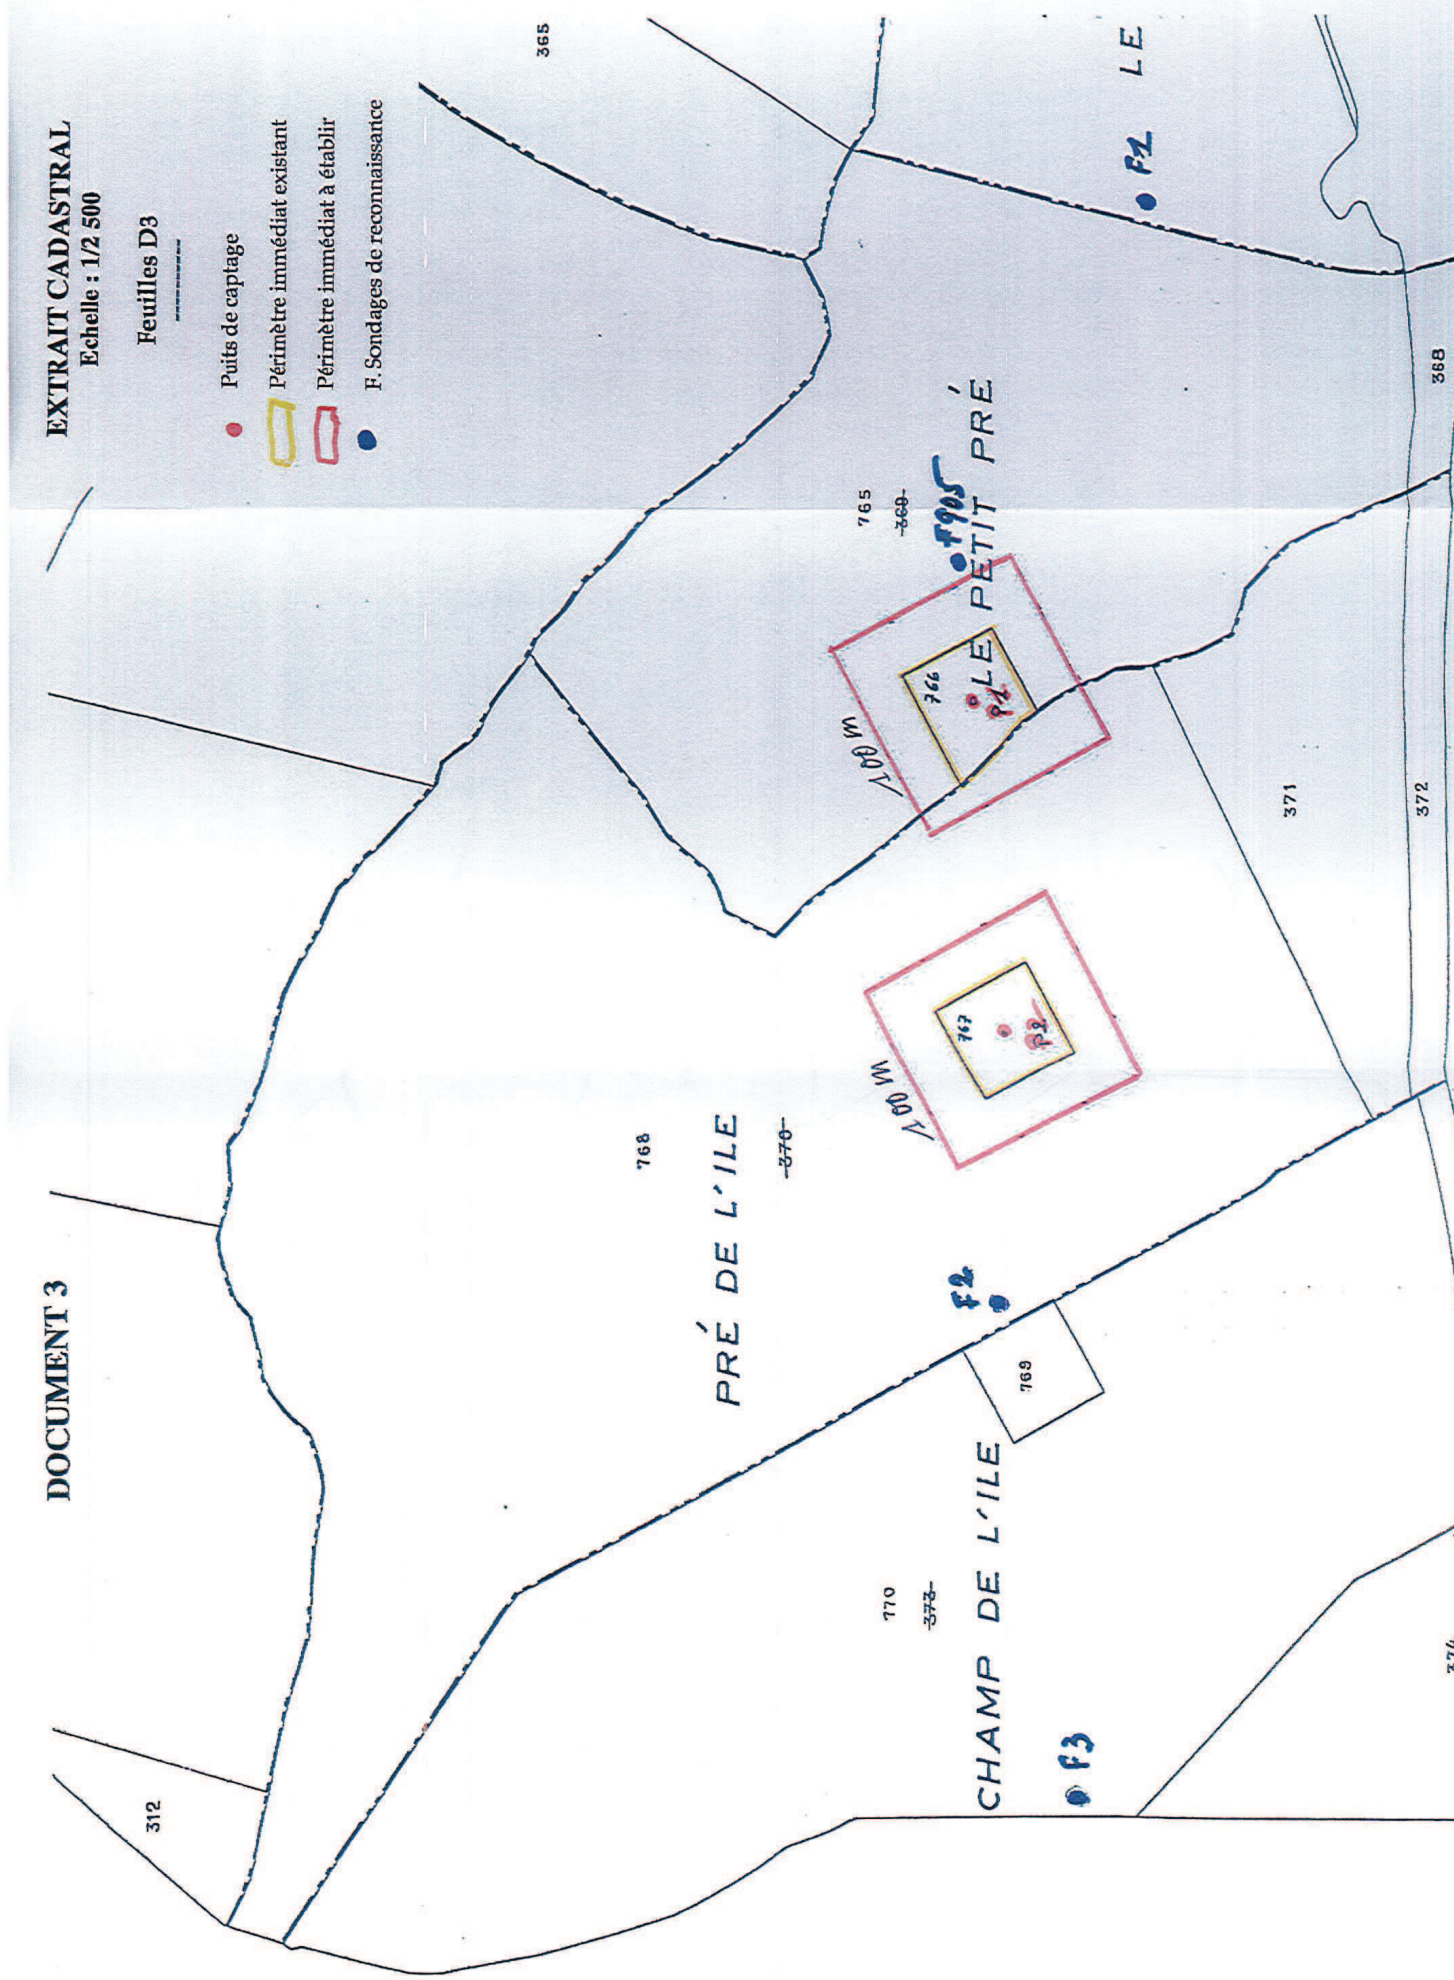 DOCUMENT 3
EXTRAIT CADASTRAL
Echelle : 1/2 500
Feuilles D3
Puits de captage
Périmètre immédiat existant
Périmètre immédiat à établir
F. Sondages de reconnaissance
312
365
768
PRÉ DE L'ILE
370
765
369
F905
LE PETIT PRÉ
100 m
766
P1
100 m
767
P2
F1
LE
F2
769
770
373
CHAMP DE L'ILE
F3
371
372
368
374